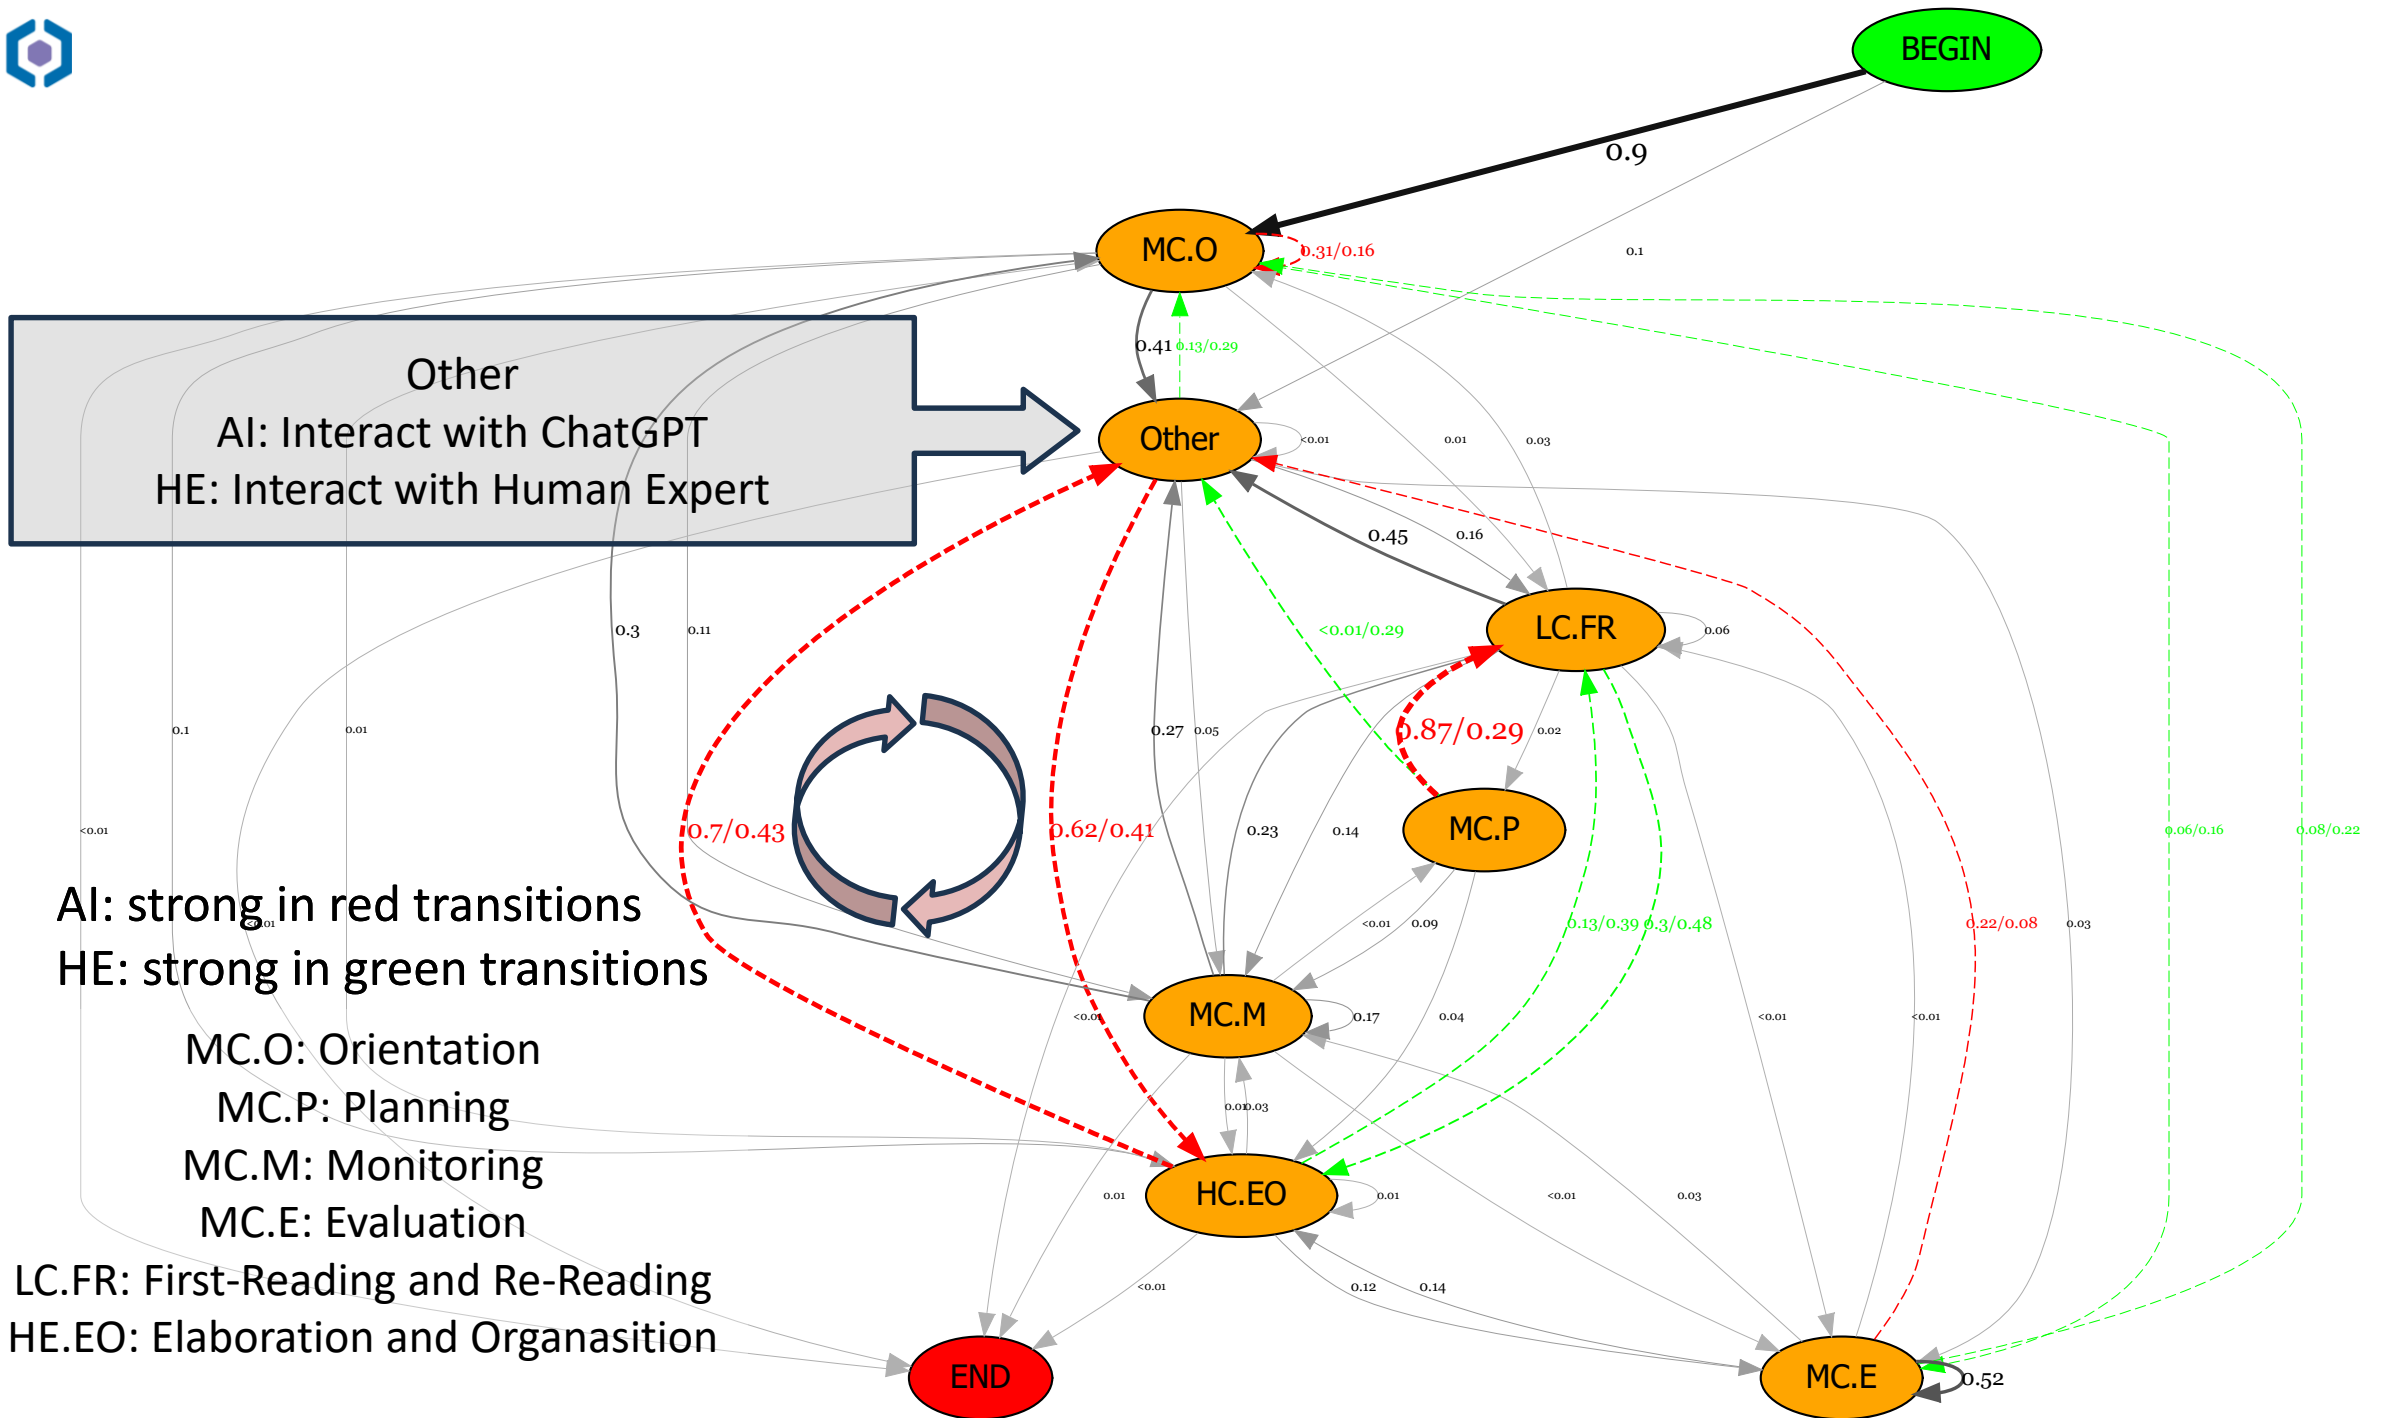 BEGIN
0.9
MC.O
0.31/0.16
0.1
0.41
0.13/0.29
Other
AI: Interact with ChatGPT
HE: Interact with Human Expert
Other
<0.01
0.01
0.03
0.45
0.16
0.3
0.11
<0.01/0.29
LC.FR
0.06
0.1
0.01
0.27
0.05
0.87/0.29
0.02
<0.01
0.7/0.43
0.62/0.41
0.23
0.14
MC.P
0.06/0.16
0.08/0.22
AI: strong in red transitions
<0.01
<0.01
0.09
0.13/0.39
0.3/0.48
0.22/0.08
0.03
HE: strong in green transitions
<0.01
MC.M
0.17
0.04
<0.01
<0.01
MC.O: Orientation
MC.P: Planning
0.01
0.03
MC.M: Monitoring
HC.EO
0.01
0.01
<0.01
0.03
MC.E: Evaluation
LC.FR: First-Reading and Re-Reading
<0.01
0.12
0.14
HE.EO: Elaboration and Organasition
END
MC.E
0.52